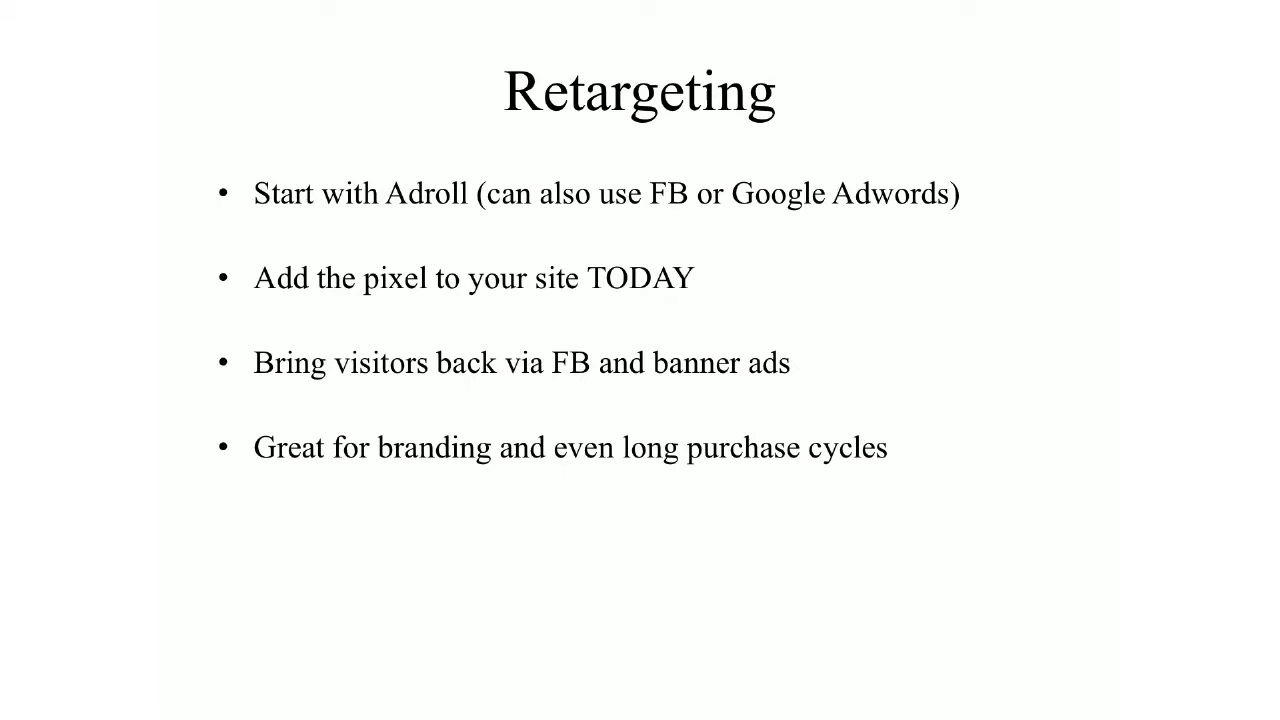 Retargeting
• Start with Adroll (can also use FB or Google Adwords)
• Add the pixel to your site TODAY
• Bring visitors back via FB and banner ads
• Great for branding and even long purchase cycles